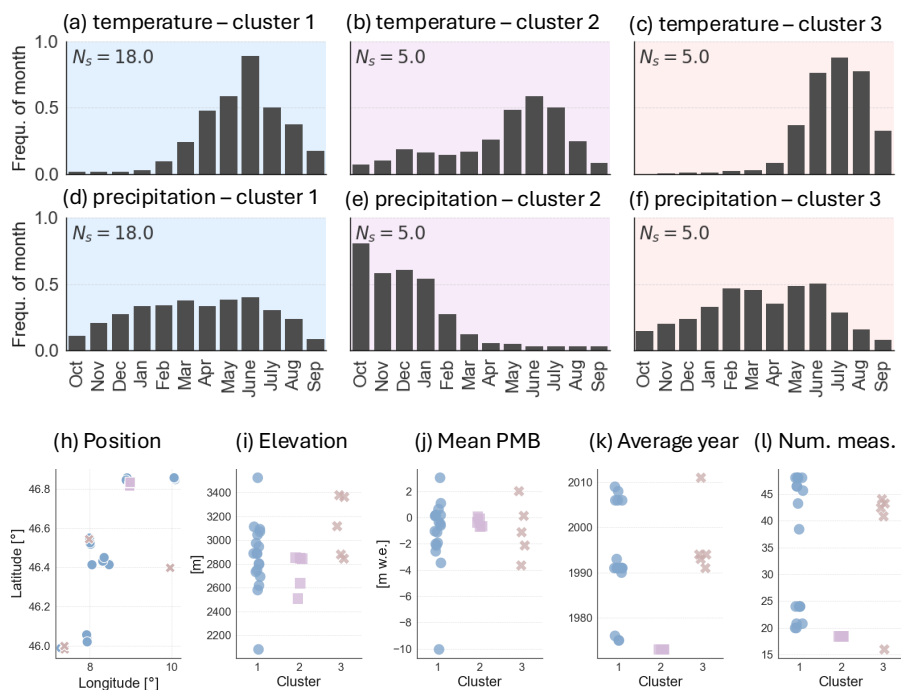 (a) temperature – cluster 1
(b) temperature – cluster 2
(c) temperature – cluster 3
Frequ. of month
1.0
0.5
0.0
Ns = 18.0
Ns = 5.0
Ns = 5.0
(d) precipitation – cluster 1
(e) precipitation – cluster 2
(f) precipitation – cluster 3
Frequ. of month
1.0
0.5
0.0
Ns = 18.0
Ns = 5.0
Ns = 5.0
Oct Nov Dec Jan Feb Mar Apr May June July Aug Sep
Oct Nov Dec Jan Feb Mar Apr May June July Aug Sep
Oct Nov Dec Jan Feb Mar Apr May June July Aug Sep
(h) Position
Latitude [°]
46.8
46.6
46.4
46.2
46.0
8 10
Longitude [°]
(i) Elevation
[m]
3400
3200
3000
2800
2600
2400
2200
1 2 3
Cluster
(j) Mean PMB
[m w.e.]
2
0
−2
−4
−6
−8
−10
1 2 3
Cluster
(k) Average year
2010
2000
1990
1980
1 2 3
Cluster
(l) Num. meas.
45
40
35
30
25
20
15
1 2 3
Cluster